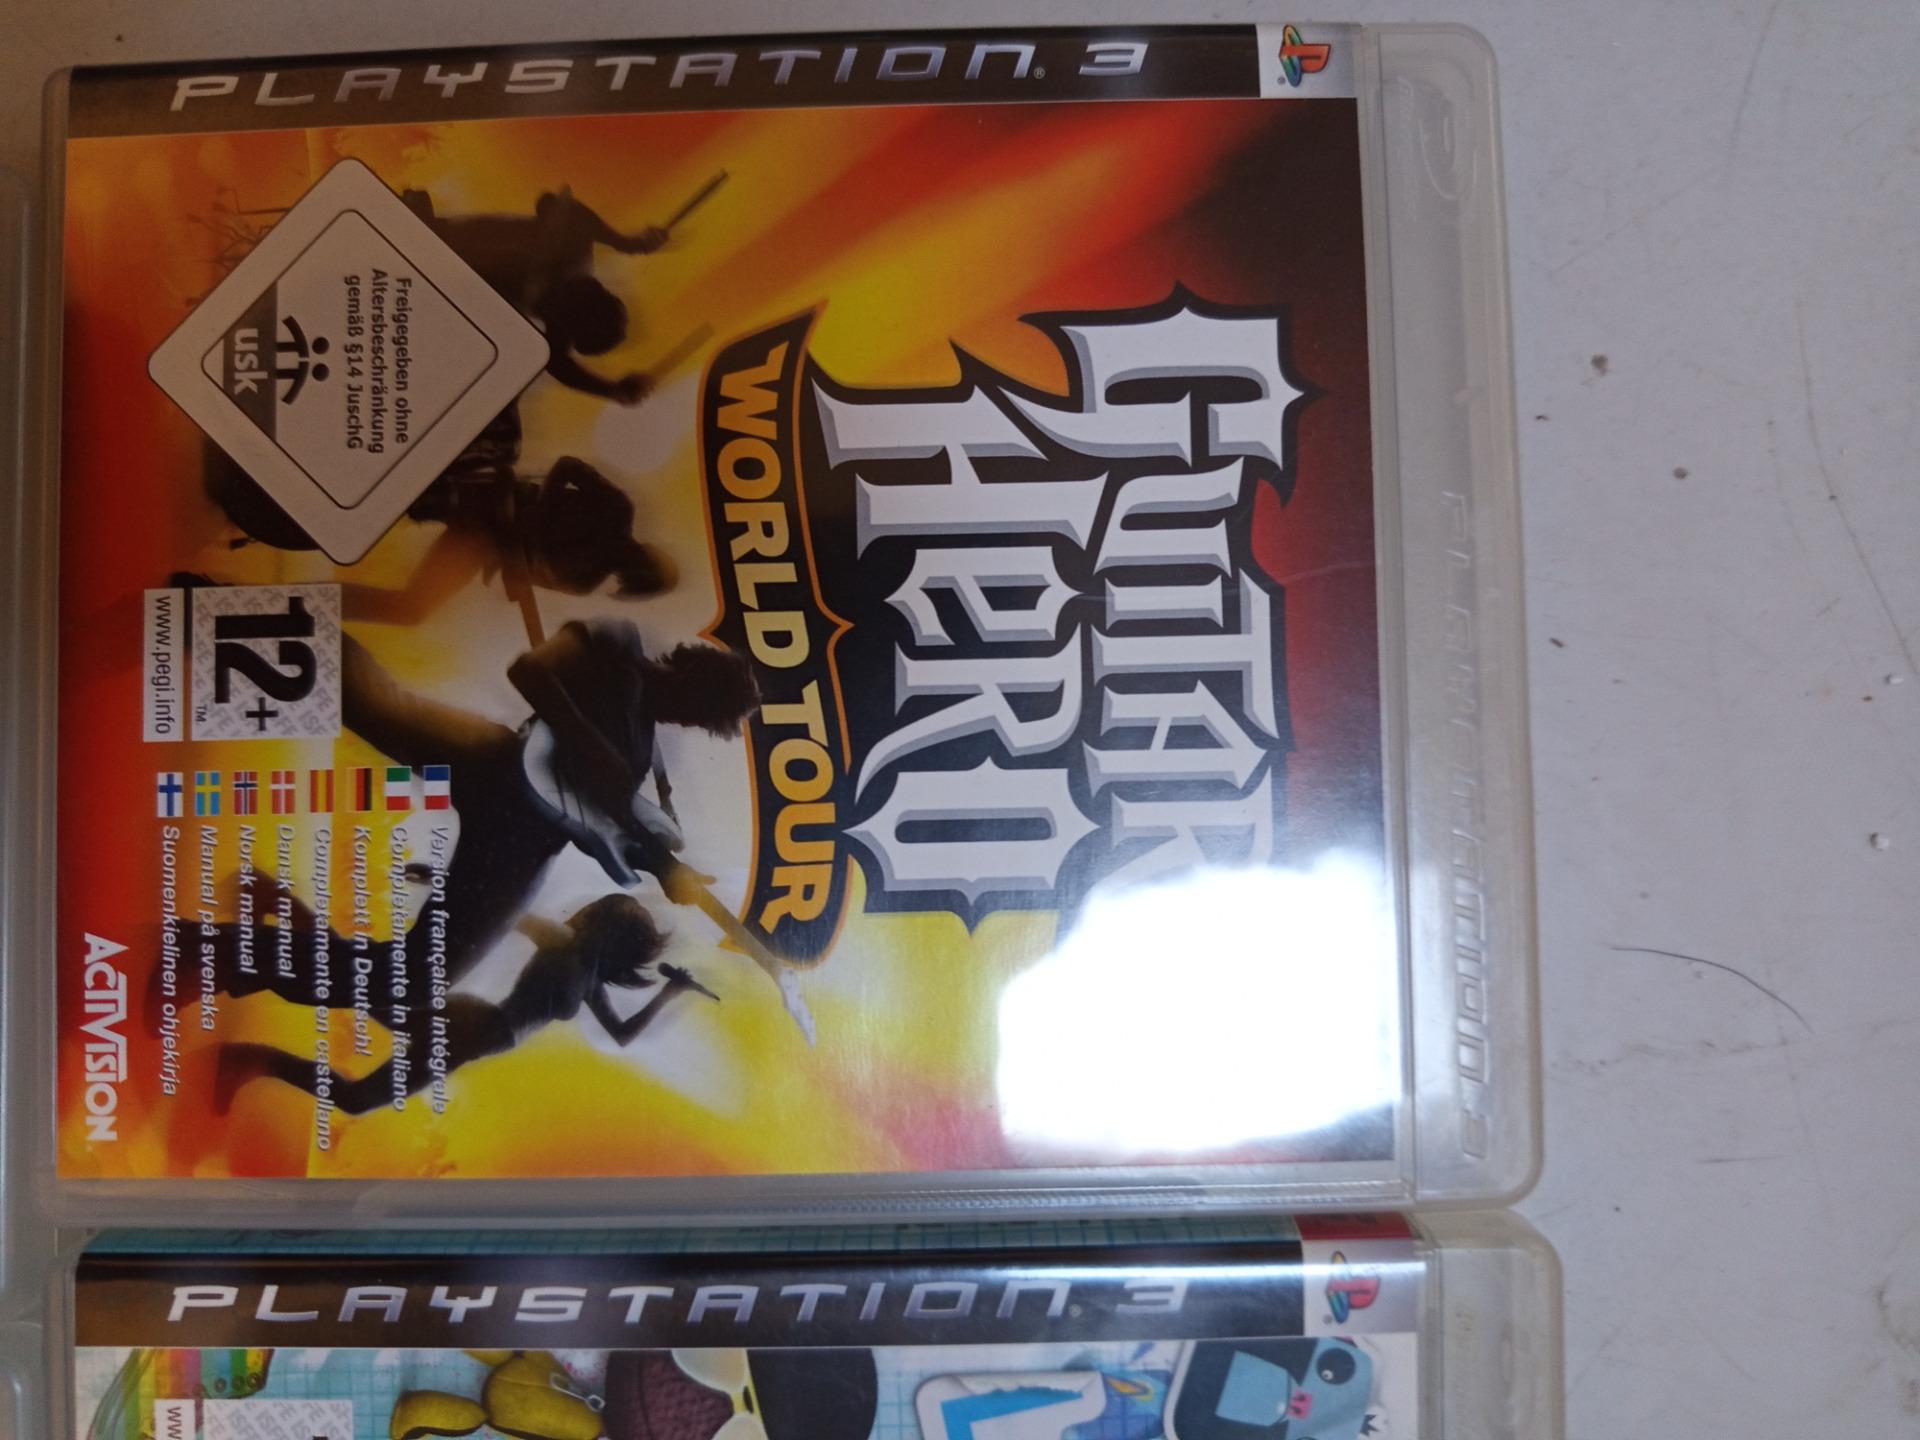 PLAYSTATION® 3
GUITAR
HERO
WORLD TOUR
Freigegeben ohne
Altersbeschränkung
gemäß §14 JuschG
usk
12+
™
www.pegi.info
Version française intégrale
Completamente in italiano
Komplett in Deutsch!
Completamente en castellano
Dansk manual
Norsk manual
Manual på svenska
Suomenkielinen ohjekirja
ACTIVISION
PLAYSTATION 3
PLAYSTATION 3